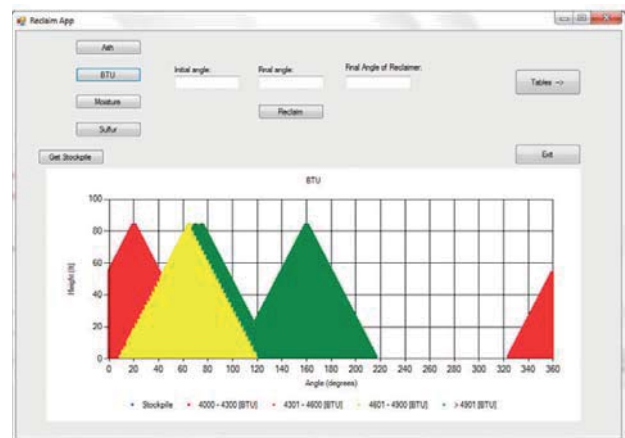 Reclaim App
Ash
BTU
Moisture
Sulfur
Get Stockpile
Initial angle:
Final angle:
Final Angle of Reclaimer:
Reclaim
Tables -->
Exit
BTU
Height [ft]
100
80
60
40
20
0
0 20 40 60 80 100 120 140 160 180 200 220 240 260 280 300 320 340 360
Angle (degrees)
Stockpile 4000 - 4300 [BTU] 4301 - 4600 [BTU] 4601 - 4900 [BTU] > 4901 [BTU]